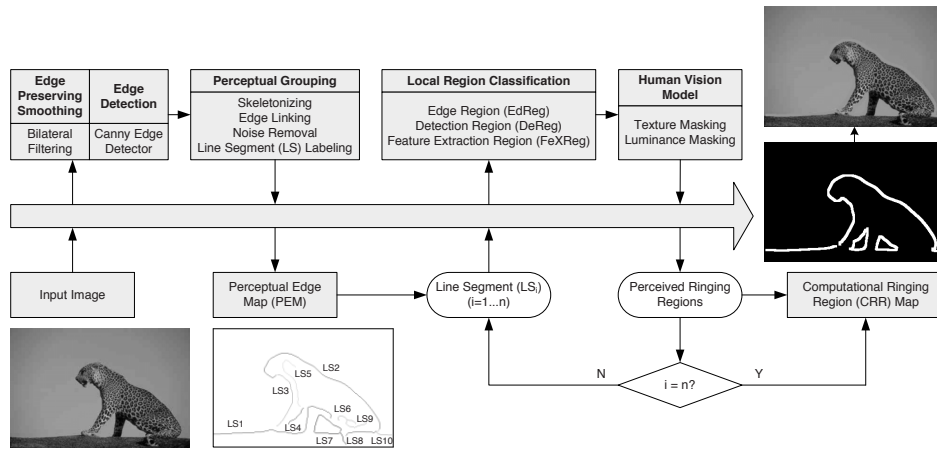 Edge
Preserving
Smoothing
Bilateral
Filtering
Edge
Detection
Canny Edge
Detector
Perceptual Grouping
Skeletonizing
Edge Linking
Noise Removal
Line Segment (LS) Labeling
Local Region Classification
Edge Region (EdReg)
Detection Region (DeReg)
Feature Extraction Region (FeXReg)
Human Vision
Model
Texture Masking
Luminance Masking
Input Image
Perceptual Edge
Map (PEM)
Line Segment (LSi)
(i=1...n)
Perceived Ringing
Regions
Computational Ringing
Region (CRR) Map
N
i = n?
Y
LS1
LS2
LS3
LS4
LS5
LS6
LS7
LS8
LS9
LS10